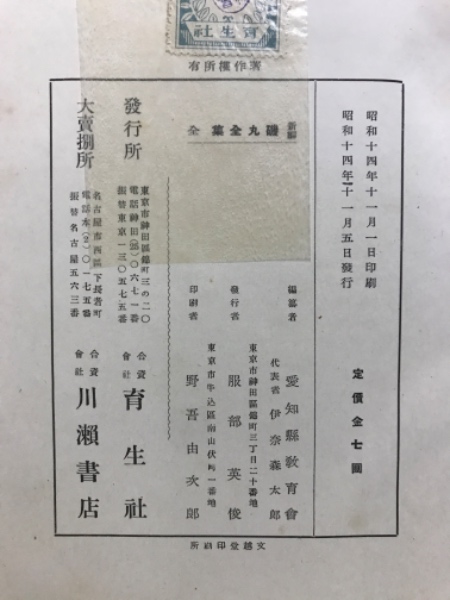 育生社
著作權所有
昭和十四年十一月一日印刷
昭和十四年十一月五日發行
定價金七圓
新編 磯丸全集 全
編纂者 愛知縣敎育會
代表者 伊奈森太郎
東京市神田區錦町三丁目二十番地
發行者 服部英俊
東京市牛込區南山伏町一番地
印刷者 野吾由次郎
發行所
東京市神田區錦町三の二〇
電話神田(25)〇六七一番
振替東京一三〇五七五番
合資會社 育生社
大賣捌所
名古屋市西區下長者町
電話本(2)〇一七五番
振替名古屋五六三番
合資會社 川瀨書店
文越堂印刷所